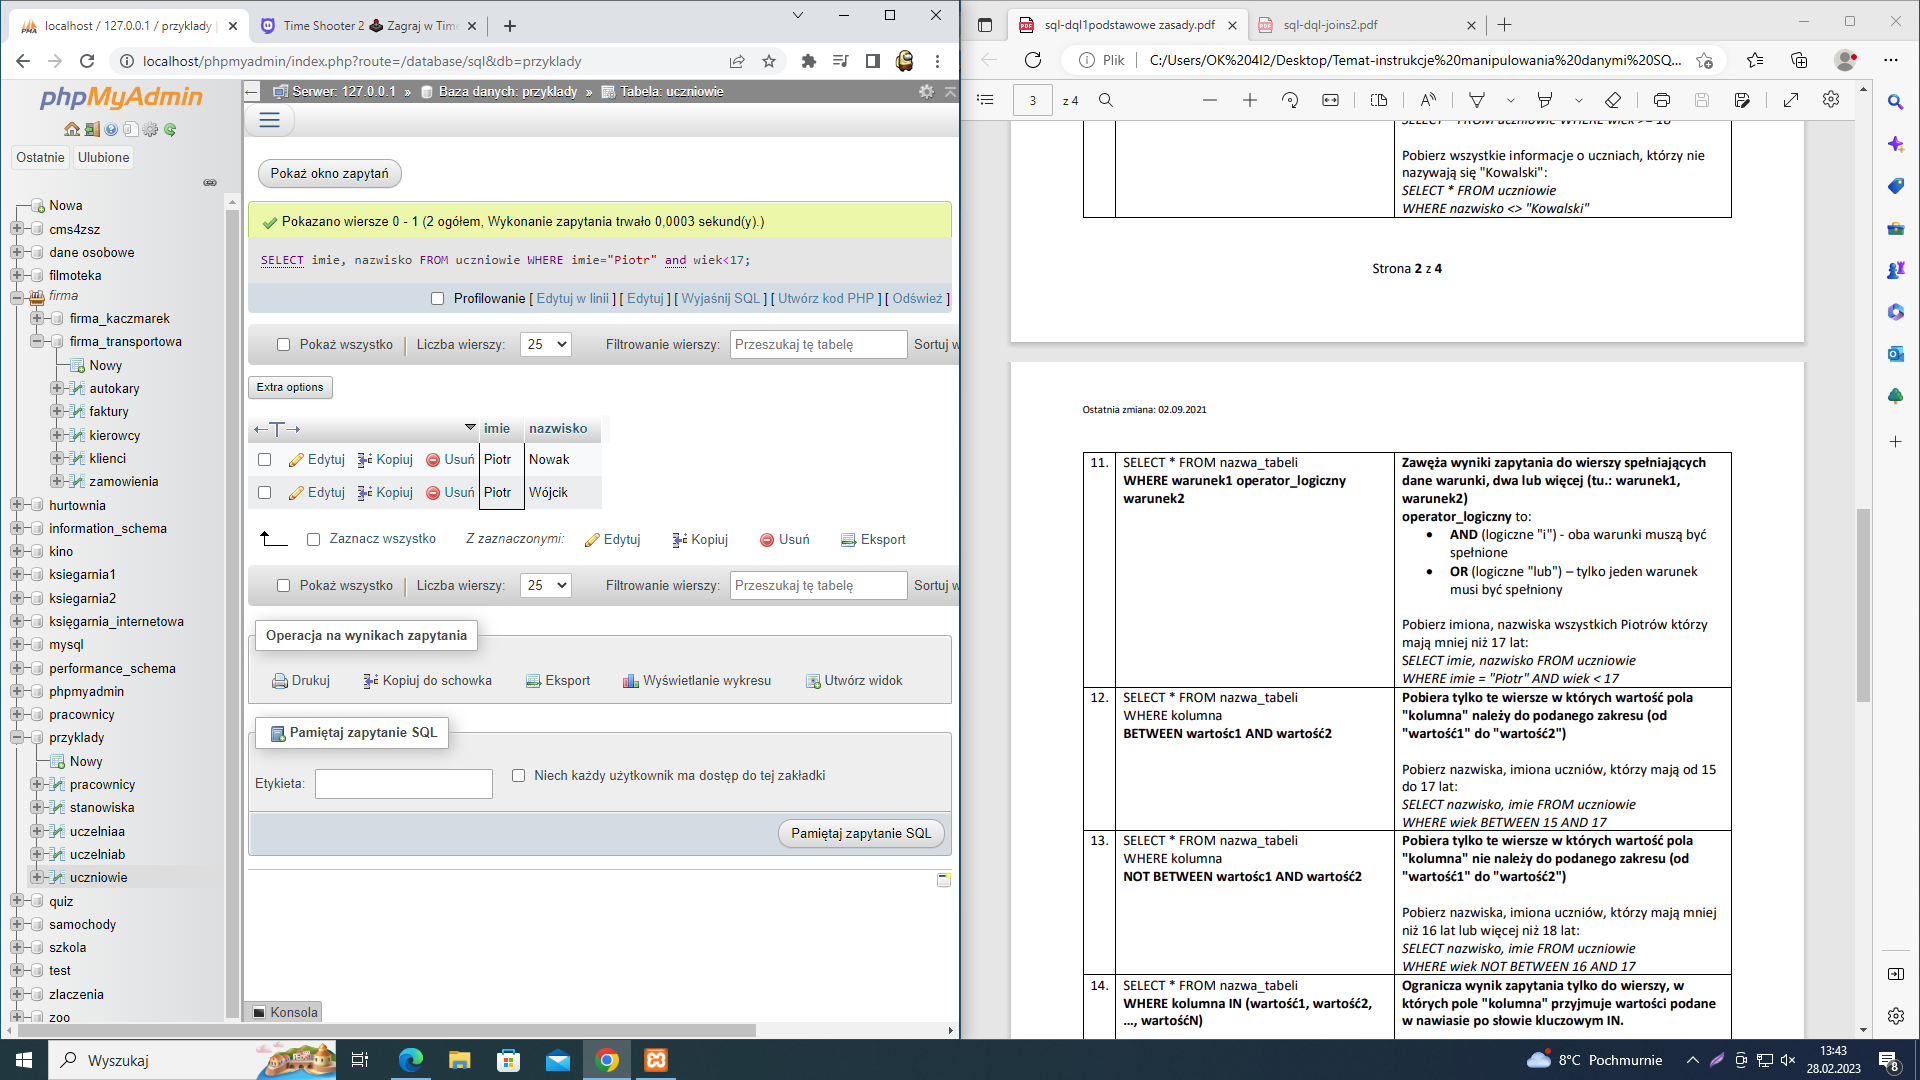 localhost / 127.0.0.1 / przyklady |
Time Shooter 2 Zagraj w Time
localhost/phpmyadmin/index.php?route=/database/sql&db=przyklady
phpMyAdmin
Ostatnie
Ulubione
Nowa
cms4zsz
dane osobowe
filmoteka
firma
firma_kaczmarek
firma_transportowa
Nowy
autokary
faktury
kierowcy
klienci
zamowienia
hurtownia
information_schema
kino
ksiegarnia1
ksiegarnia2
księgarnia_internetowa
mysql
performance_schema
phpmyadmin
pracownicy
przyklady
Nowy
pracownicy
stanowiska
uczelniaa
uczelniab
uczniowie
quiz
samochody
szkola
test
zlaczenia
zoo
Serwer: 127.0.0.1 » Baza danych: przyklady » Tabela: uczniowie
Pokaż okno zapytań
Pokazano wiersze 0 - 1 (2 ogółem, Wykonanie zapytania trwało 0,0003 sekund(y).)
SELECT imie, nazwisko FROM uczniowie WHERE imie="Piotr" and wiek<17;
Profilowanie [ Edytuj w linii ] [ Edytuj ] [ Wyjaśnij SQL ] [ Utwórz kod PHP ] [ Odśwież ]
Pokaż wszystko
Liczba wierszy: 25
Filtrowanie wierszy: Przeszukaj tę tabelę
Sortuj w
Extra options
imie nazwisko
Edytuj Kopiuj Usuń Piotr Nowak
Edytuj Kopiuj Usuń Piotr Wójcik
Zaznacz wszystko Z zaznaczonymi: Edytuj Kopiuj Usuń Eksport
Pokaż wszystko
Liczba wierszy: 25
Filtrowanie wierszy: Przeszukaj tę tabelę
Sortuj w
Operacja na wynikach zapytania
Drukuj Kopiuj do schowka Eksport Wyświetlanie wykresu Utwórz widok
Pamiętaj zapytanie SQL
Etykieta:
Niech każdy użytkownik ma dostęp do tej zakładki
Pamiętaj zapytanie SQL
Konsola
sql-dql1podstawowe zasady.pdf
sql-dql-joins2.pdf
Plik
C:/Users/OK%204I2/Desktop/Temat-instrukcje%20manipulowania%20danymi%20SQ...
3 z 4
SELECT * FROM uczniowie WHERE wiek >= 18
Pobierz wszystkie informacje o uczniach, którzy nie
nazywają się "Kowalski":
SELECT * FROM uczniowie
WHERE nazwisko <> "Kowalski"
Strona 2 z 4
Ostatnia zmiana: 02.09.2021
11.
SELECT * FROM nazwa_tabeli
WHERE warunek1 operator_logiczny
warunek2
Zawęża wyniki zapytania do wierszy spełniających
dane warunki, dwa lub więcej (tu.: warunek1,
warunek2)
operator_logiczny to:
• AND (logiczne "i") - oba warunki muszą być
spełnione
• OR (logiczne "lub") – tylko jeden warunek
musi być spełniony
Pobierz imiona, nazwiska wszystkich Piotrów którzy
mają mniej niż 17 lat:
SELECT imie, nazwisko FROM uczniowie
WHERE imie = "Piotr" AND wiek < 17
12.
SELECT * FROM nazwa_tabeli
WHERE kolumna
BETWEEN wartośc1 AND wartość2
Pobiera tylko te wiersze w których wartość pola
"kolumna" należy do podanego zakresu (od
"wartość1" do "wartość2")
Pobierz nazwiska, imiona uczniów, którzy mają od 15
do 17 lat:
SELECT nazwisko, imie FROM uczniowie
WHERE wiek BETWEEN 15 AND 17
13.
SELECT * FROM nazwa_tabeli
WHERE kolumna
NOT BETWEEN wartośc1 AND wartość2
Pobiera tylko te wiersze w których wartość pola
"kolumna" nie należy do podanego zakresu (od
"wartość1" do "wartość2")
Pobierz nazwiska, imiona uczniów, którzy mają mniej
niż 16 lat lub więcej niż 18 lat:
SELECT nazwisko, imie FROM uczniowie
WHERE wiek NOT BETWEEN 16 AND 17
14.
SELECT * FROM nazwa_tabeli
WHERE kolumna IN (wartość1, wartość2,
..., wartośćN)
Ogranicza wynik zapytania tylko do wierszy, w
których pole "kolumna" przyjmuje wartości podane
w nawiasie po słowie kluczowym IN.
Wyszukaj
8°C Pochmurnie
13:43
28.02.2023
8